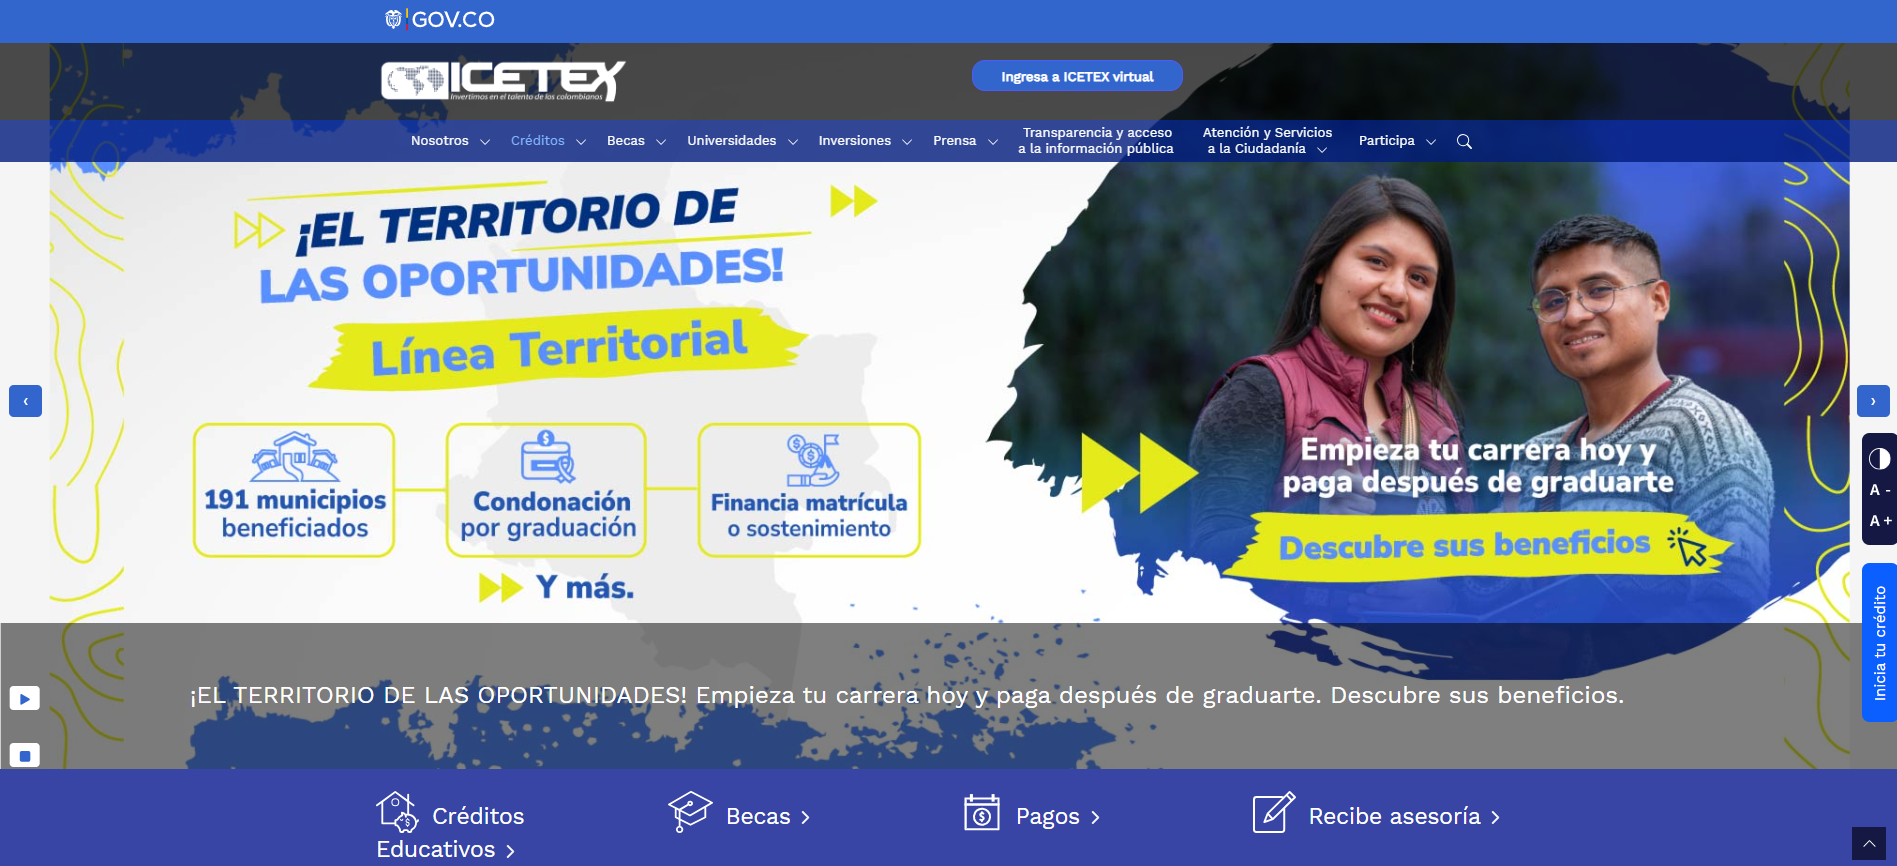 GOV.CO
ICETEX
Invertimos en el talento de los colombianos
Ingresa a ICETEX virtual
Nosotros
Créditos
Becas
Universidades
Inversiones
Prensa
Transparencia y acceso
a la información pública
Atención y Servicios
a la Ciudadanía
Participa
¡EL TERRITORIO DE
LAS OPORTUNIDADES!
Línea Territorial
191 municipios
beneficiados
Condonación
por graduación
Financia matrícula
o sostenimiento
Y más.
Empieza tu carrera hoy y
paga después de graduarte
Descubre sus beneficios
A -
A +
Inicia tu crédito
¡EL TERRITORIO DE LAS OPORTUNIDADES! Empieza tu carrera hoy y paga después de graduarte. Descubre sus beneficios.
Créditos
Educativos
Becas
Pagos
Recibe asesoría